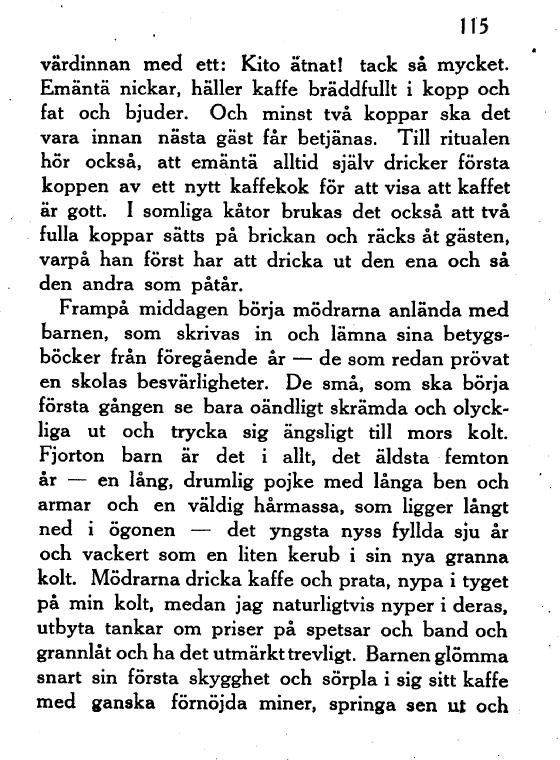 115
värdinnan med ett: Kito ätnat! tack så mycket.
Emäntä nickar, häller kaffe bräddfullt i kopp och
fat och bjuder. Och minst två koppar ska det
vara innan nästa gäst får betjänas. Till ritualen
hör också, att emäntä alltid själv dricker första
koppen av ett nytt kaffekok för att visa att kaffet
är gott. I somliga kåtor brukas det också att två
fulla koppar sätts på brickan och räcks åt gästen,
varpå han först har att dricka ut den ena och så
den andra som påtår.
Frampå middagen börja mödrarna anlända med
barnen, som skrivas in och lämna sina betygs-
böcker från föregående år — de som redan prövat
en skolas besvärligheter. De små, som ska börja
första gången se bara oändligt skrämda och olyck-
liga ut och trycka sig ängsligt till mors kolt.
Fjorton barn är det i allt, det äldsta femton
år — en lång, drumlig pojke med långa ben och
armar och en väldig hårmassa, som ligger långt
ned i ögonen — det yngsta nyss fyllda sju år
och vackert som en liten kerub i sin nya granna
kolt. Mödrarna dricka kaffe och prata, nypa i tyget
på min kolt, medan jag naturligtvis nyper i deras,
utbyta tankar om priser på spetsar och band och
grannlåt och ha det utmärkt trevligt. Barnen glömma
snart sin första skygghet och sörpla i sig sitt kaffe
med ganska förnöjda miner, springa sen ut och